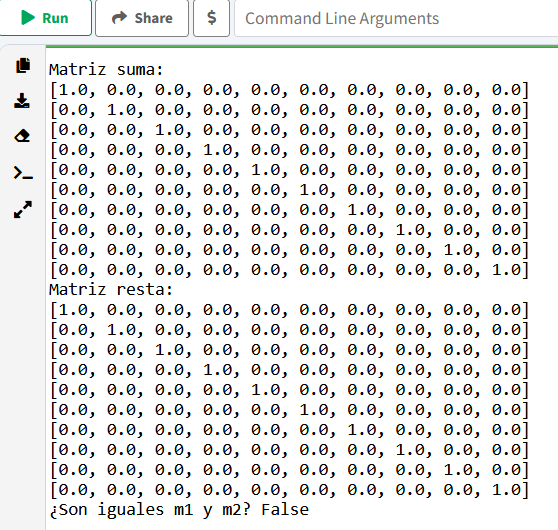 Run Share $ Command Line Arguments
Matriz suma:
[1.0, 0.0, 0.0, 0.0, 0.0, 0.0, 0.0, 0.0, 0.0, 0.0]
[0.0, 1.0, 0.0, 0.0, 0.0, 0.0, 0.0, 0.0, 0.0, 0.0]
[0.0, 0.0, 1.0, 0.0, 0.0, 0.0, 0.0, 0.0, 0.0, 0.0]
[0.0, 0.0, 0.0, 1.0, 0.0, 0.0, 0.0, 0.0, 0.0, 0.0]
[0.0, 0.0, 0.0, 0.0, 1.0, 0.0, 0.0, 0.0, 0.0, 0.0]
[0.0, 0.0, 0.0, 0.0, 0.0, 1.0, 0.0, 0.0, 0.0, 0.0]
[0.0, 0.0, 0.0, 0.0, 0.0, 0.0, 1.0, 0.0, 0.0, 0.0]
[0.0, 0.0, 0.0, 0.0, 0.0, 0.0, 0.0, 1.0, 0.0, 0.0]
[0.0, 0.0, 0.0, 0.0, 0.0, 0.0, 0.0, 0.0, 1.0, 0.0]
[0.0, 0.0, 0.0, 0.0, 0.0, 0.0, 0.0, 0.0, 0.0, 1.0]
Matriz resta:
[1.0, 0.0, 0.0, 0.0, 0.0, 0.0, 0.0, 0.0, 0.0, 0.0]
[0.0, 1.0, 0.0, 0.0, 0.0, 0.0, 0.0, 0.0, 0.0, 0.0]
[0.0, 0.0, 1.0, 0.0, 0.0, 0.0, 0.0, 0.0, 0.0, 0.0]
[0.0, 0.0, 0.0, 1.0, 0.0, 0.0, 0.0, 0.0, 0.0, 0.0]
[0.0, 0.0, 0.0, 0.0, 1.0, 0.0, 0.0, 0.0, 0.0, 0.0]
[0.0, 0.0, 0.0, 0.0, 0.0, 1.0, 0.0, 0.0, 0.0, 0.0]
[0.0, 0.0, 0.0, 0.0, 0.0, 0.0, 1.0, 0.0, 0.0, 0.0]
[0.0, 0.0, 0.0, 0.0, 0.0, 0.0, 0.0, 1.0, 0.0, 0.0]
[0.0, 0.0, 0.0, 0.0, 0.0, 0.0, 0.0, 0.0, 1.0, 0.0]
[0.0, 0.0, 0.0, 0.0, 0.0, 0.0, 0.0, 0.0, 0.0, 1.0]
¿Son iguales m1 y m2? False